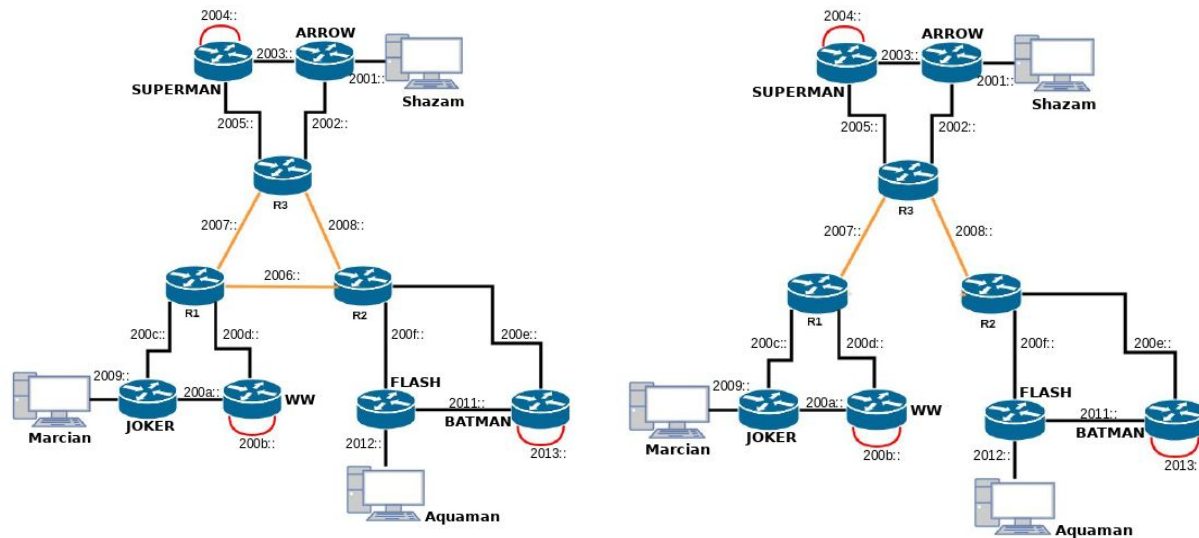 2004::
ARROW
2003::
2001::
SUPERMAN
Shazam
2005::
2002::
R3
2007::
2008::
2006::
R1
R2
200c::
200d::
200f::
200e::
2009::
FLASH
200a::
WW
2011::
Marcian
JOKER
BATMAN
200b::
2012::
2013::
Aquaman
2004::
ARROW
2003::
2001::
SUPERMAN
Shazam
2005::
2002::
R3
2007::
2008::
R1
R2
200c::
200d::
200f::
200e::
2009::
FLASH
200a::
WW
2011::
JOKER
BATMAN
Marcian
200b::
2012::
2013:
Aquaman